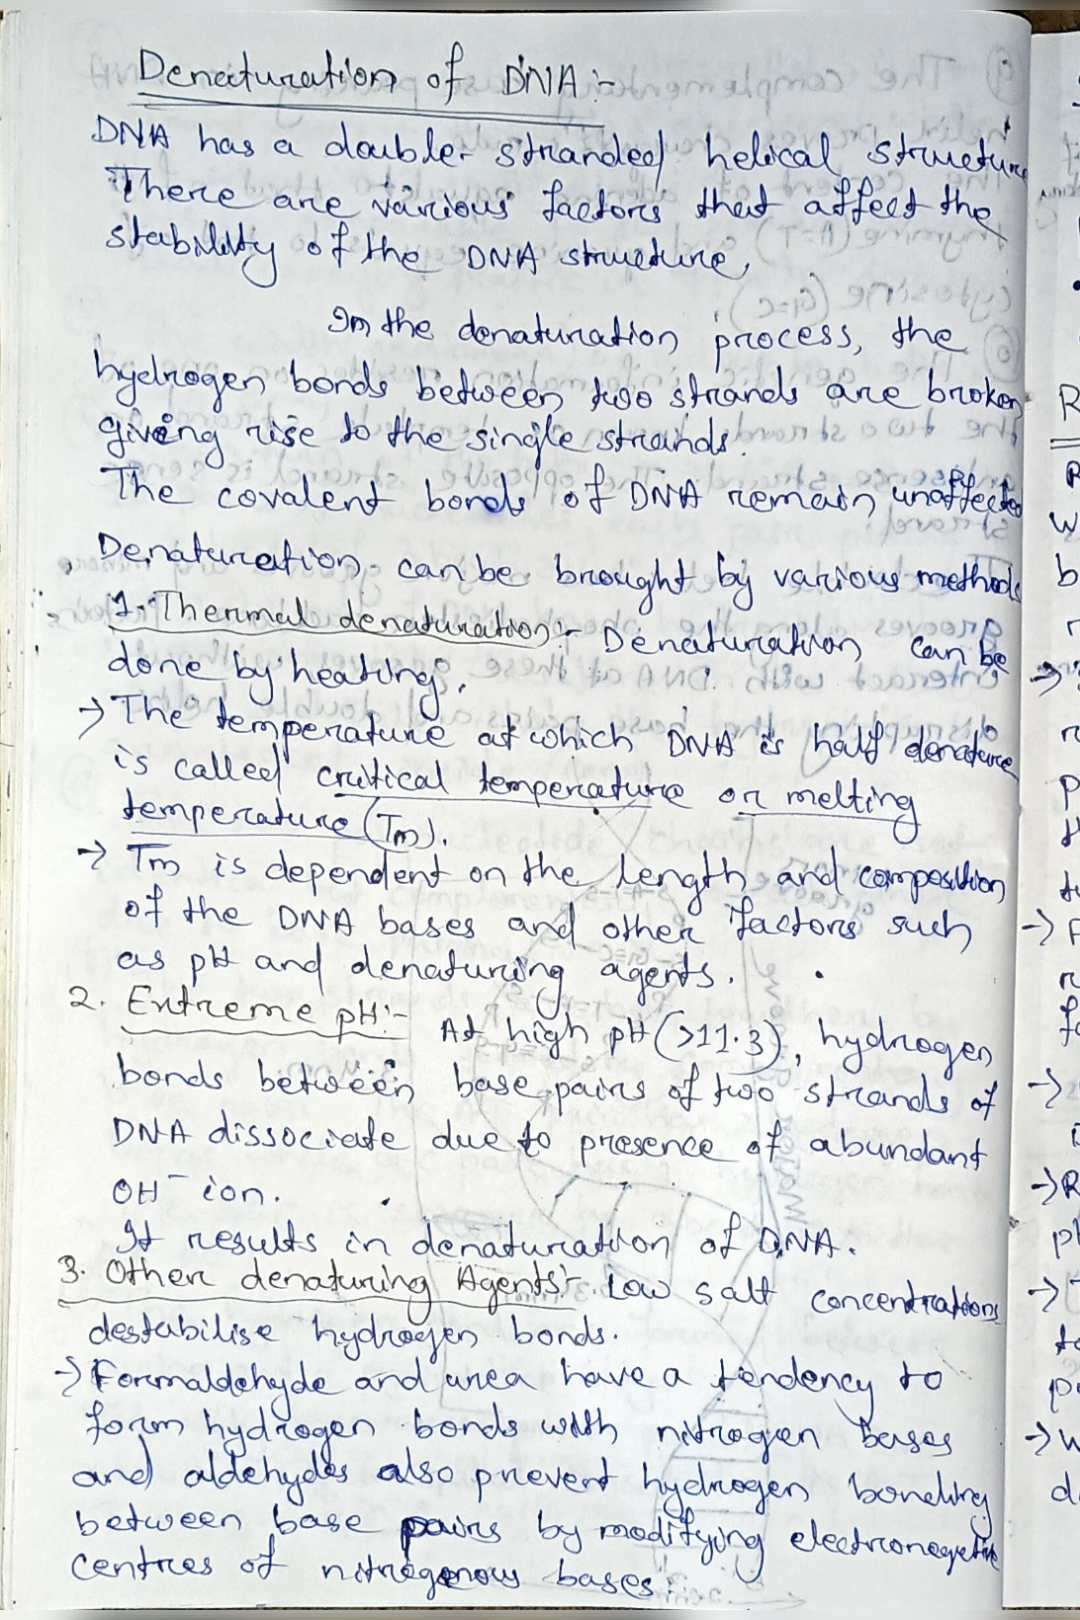 Denaturation of DNA :-
DNA has a double-stranded helical structure
There are various factors that affect the
stability of the DNA structure.
In the denaturation process, the
hydrogen bonds between two strands are broken
giving rise to the single strands.
The covalent bonds of DNA remain unaffected
Denaturation can be brought by various methods
1. Thermal denaturation :- Denaturation can be
done by heating.
→ The temperature at which DNA is half denature
is called critical temperature or melting
temperature (Tm).
→ Tm is dependent on the length and composition
of the DNA bases and other factors such
as pH and denaturing agents.
2. Extreme pH :- At high pH (>11.3), hydrogen
bonds between base pairs of two strands of
DNA dissociate due to presence of abundant
OH⁻ ion.
It results in denaturation of DNA.
3. Other denaturing Agents :- Low salt concentrations
destabilise hydrogen bonds.
→ Formaldehyde and urea have a tendency to
form hydrogen bonds with nitrogen bases
and aldehydes also prevent hydrogen bonding
between base pairs by modifying electronegative
centres of nitrogenous bases.